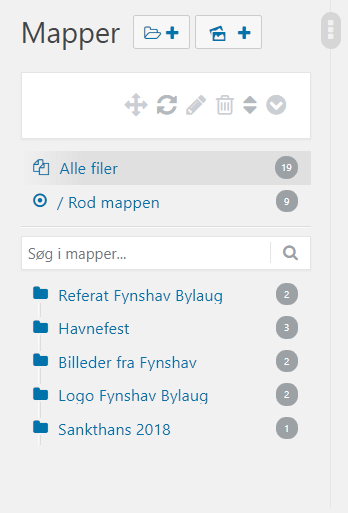 Mapper
Alle filer 19
/ Rod mappen 9
Søg i mapper...
Referat Fynshav Bylaug 2
Havnefest 3
Billeder fra Fynshav 2
Logo Fynshav Bylaug 2
Sankthans 2018 1